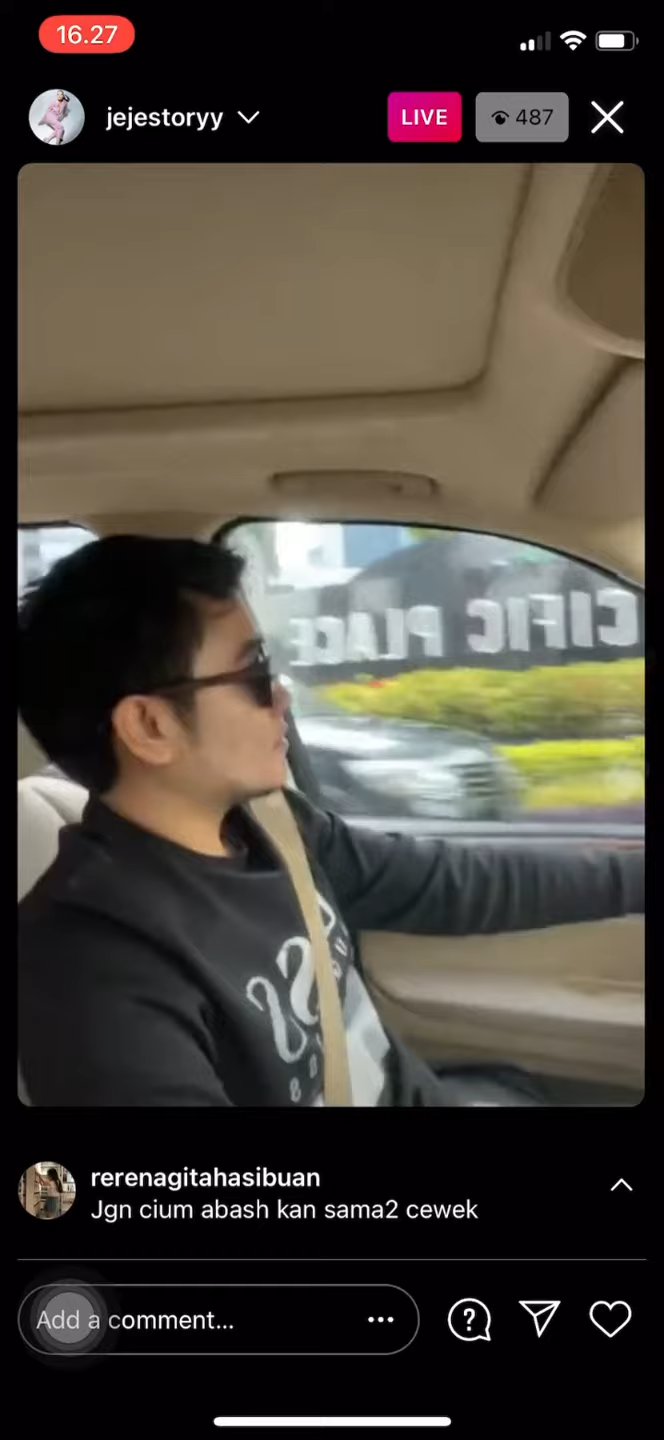 16.27
jejestoryy
LIVE
487
CIFIC PLACE
rerenagitahasibuan
Jgn cium abash kan sama2 cewek
Add a comment...